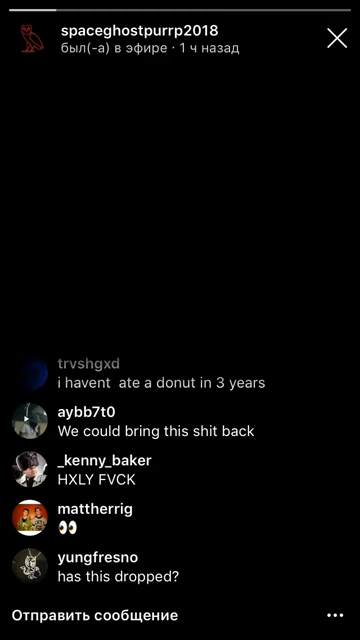 spaceghostpurrp2018
был(-а) в эфире · 1 ч назад
trvshgxd
i havent ate a donut in 3 years
aybb7t0
We could bring this shit back
_kenny_baker
HXLY FVCK
mattherrig
👀
yungfresno
has this dropped?
Отправить сообщение